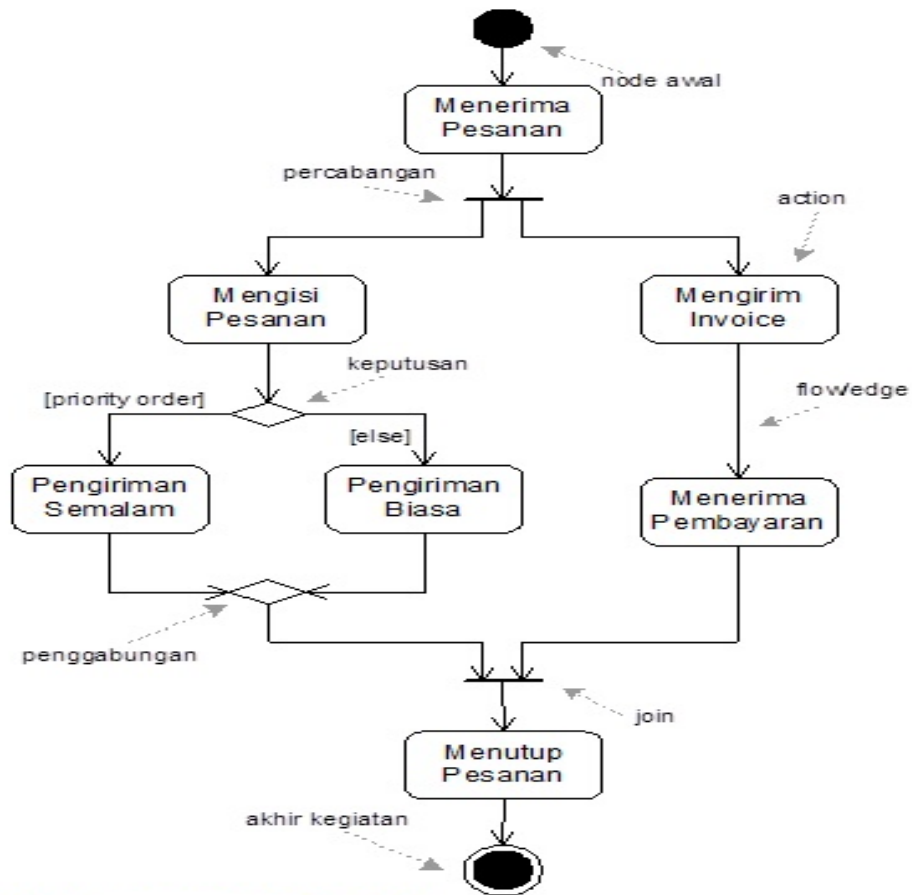 node awal
Menerima
Pesanan
percabangan
action
Mengisi
Pesanan
Mengirim
Invoice
keputusan
[priority order]
flow/edge
[else]
Pengiriman
Semalam
Pengiriman
Biasa
Menerima
Pembayaran
penggabungan
join
Menutup
Pesanan
akhir kegiatan